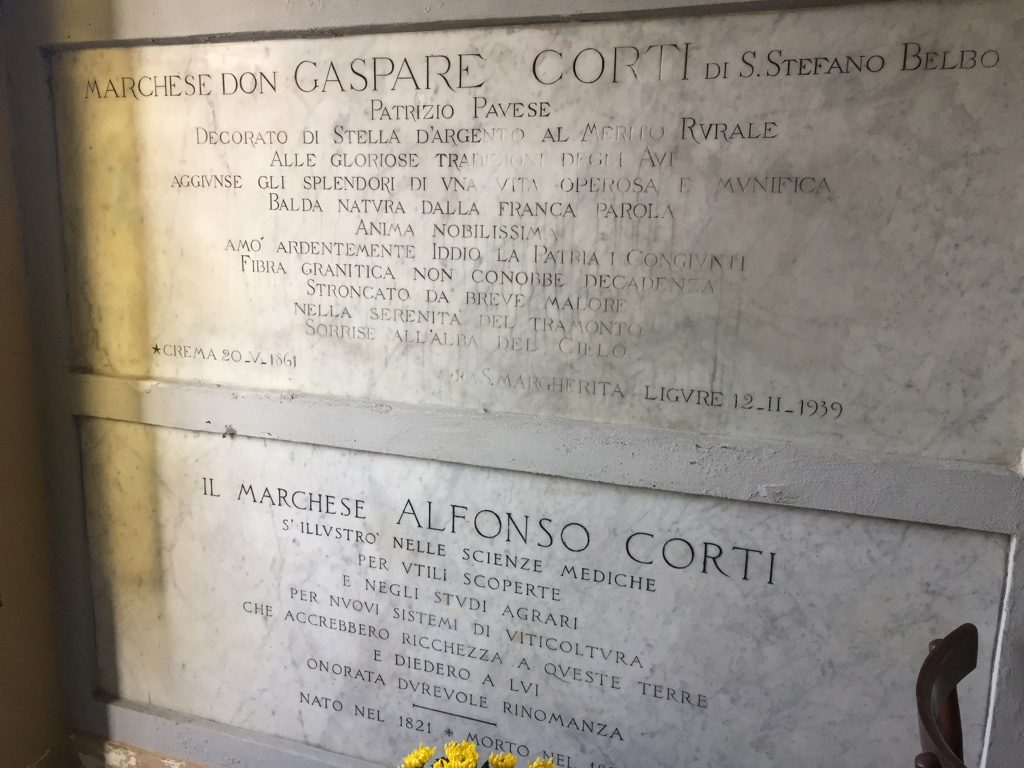 MARCHESE DON GASPARE CORTI DI S.STEFANO BELBO
PATRIZIO PAVESE
DECORATO DI STELLA D'ARGENTO AL MERITO RVRALE
ALLE GLORIOSE TRADIZIONI DEGLI AVI
AGGIVNSE GLI SPLENDORI DI VNA VITA OPEROSA E MVNIFICA
BALDA NATVRA DALLA FRANCA PAROLA
ANIMA NOBILISSIMA
AMO' ARDENTEMENTE IDDIO LA PATRIA I CONGIVNTI
FIBRA GRANITICA NON CONOBBE DECADENZA
STRONCATO DA BREVE MALORE
NELLA SERENITA DEL TRAMONTO
SORRISE ALL'ALBA DEL CIELO
★CREMA 20-V-1861
S. MARGHERITA LIGVRE 12-II-1939
IL MARCHESE ALFONSO CORTI
S'ILLVSTRO' NELLE SCIENZE MEDICHE
PER VTILI SCOPERTE
E NEGLI STVDI AGRARI
PER NVOVI SISTEMI DI VITICOLTVRA
CHE ACCREBBERO RICCHEZZA A QVESTE TERRE
E DIEDERO A LVI
ONORATA DVREVOLE RINOMANZA
NATO NEL 1821 * MORTO NEL